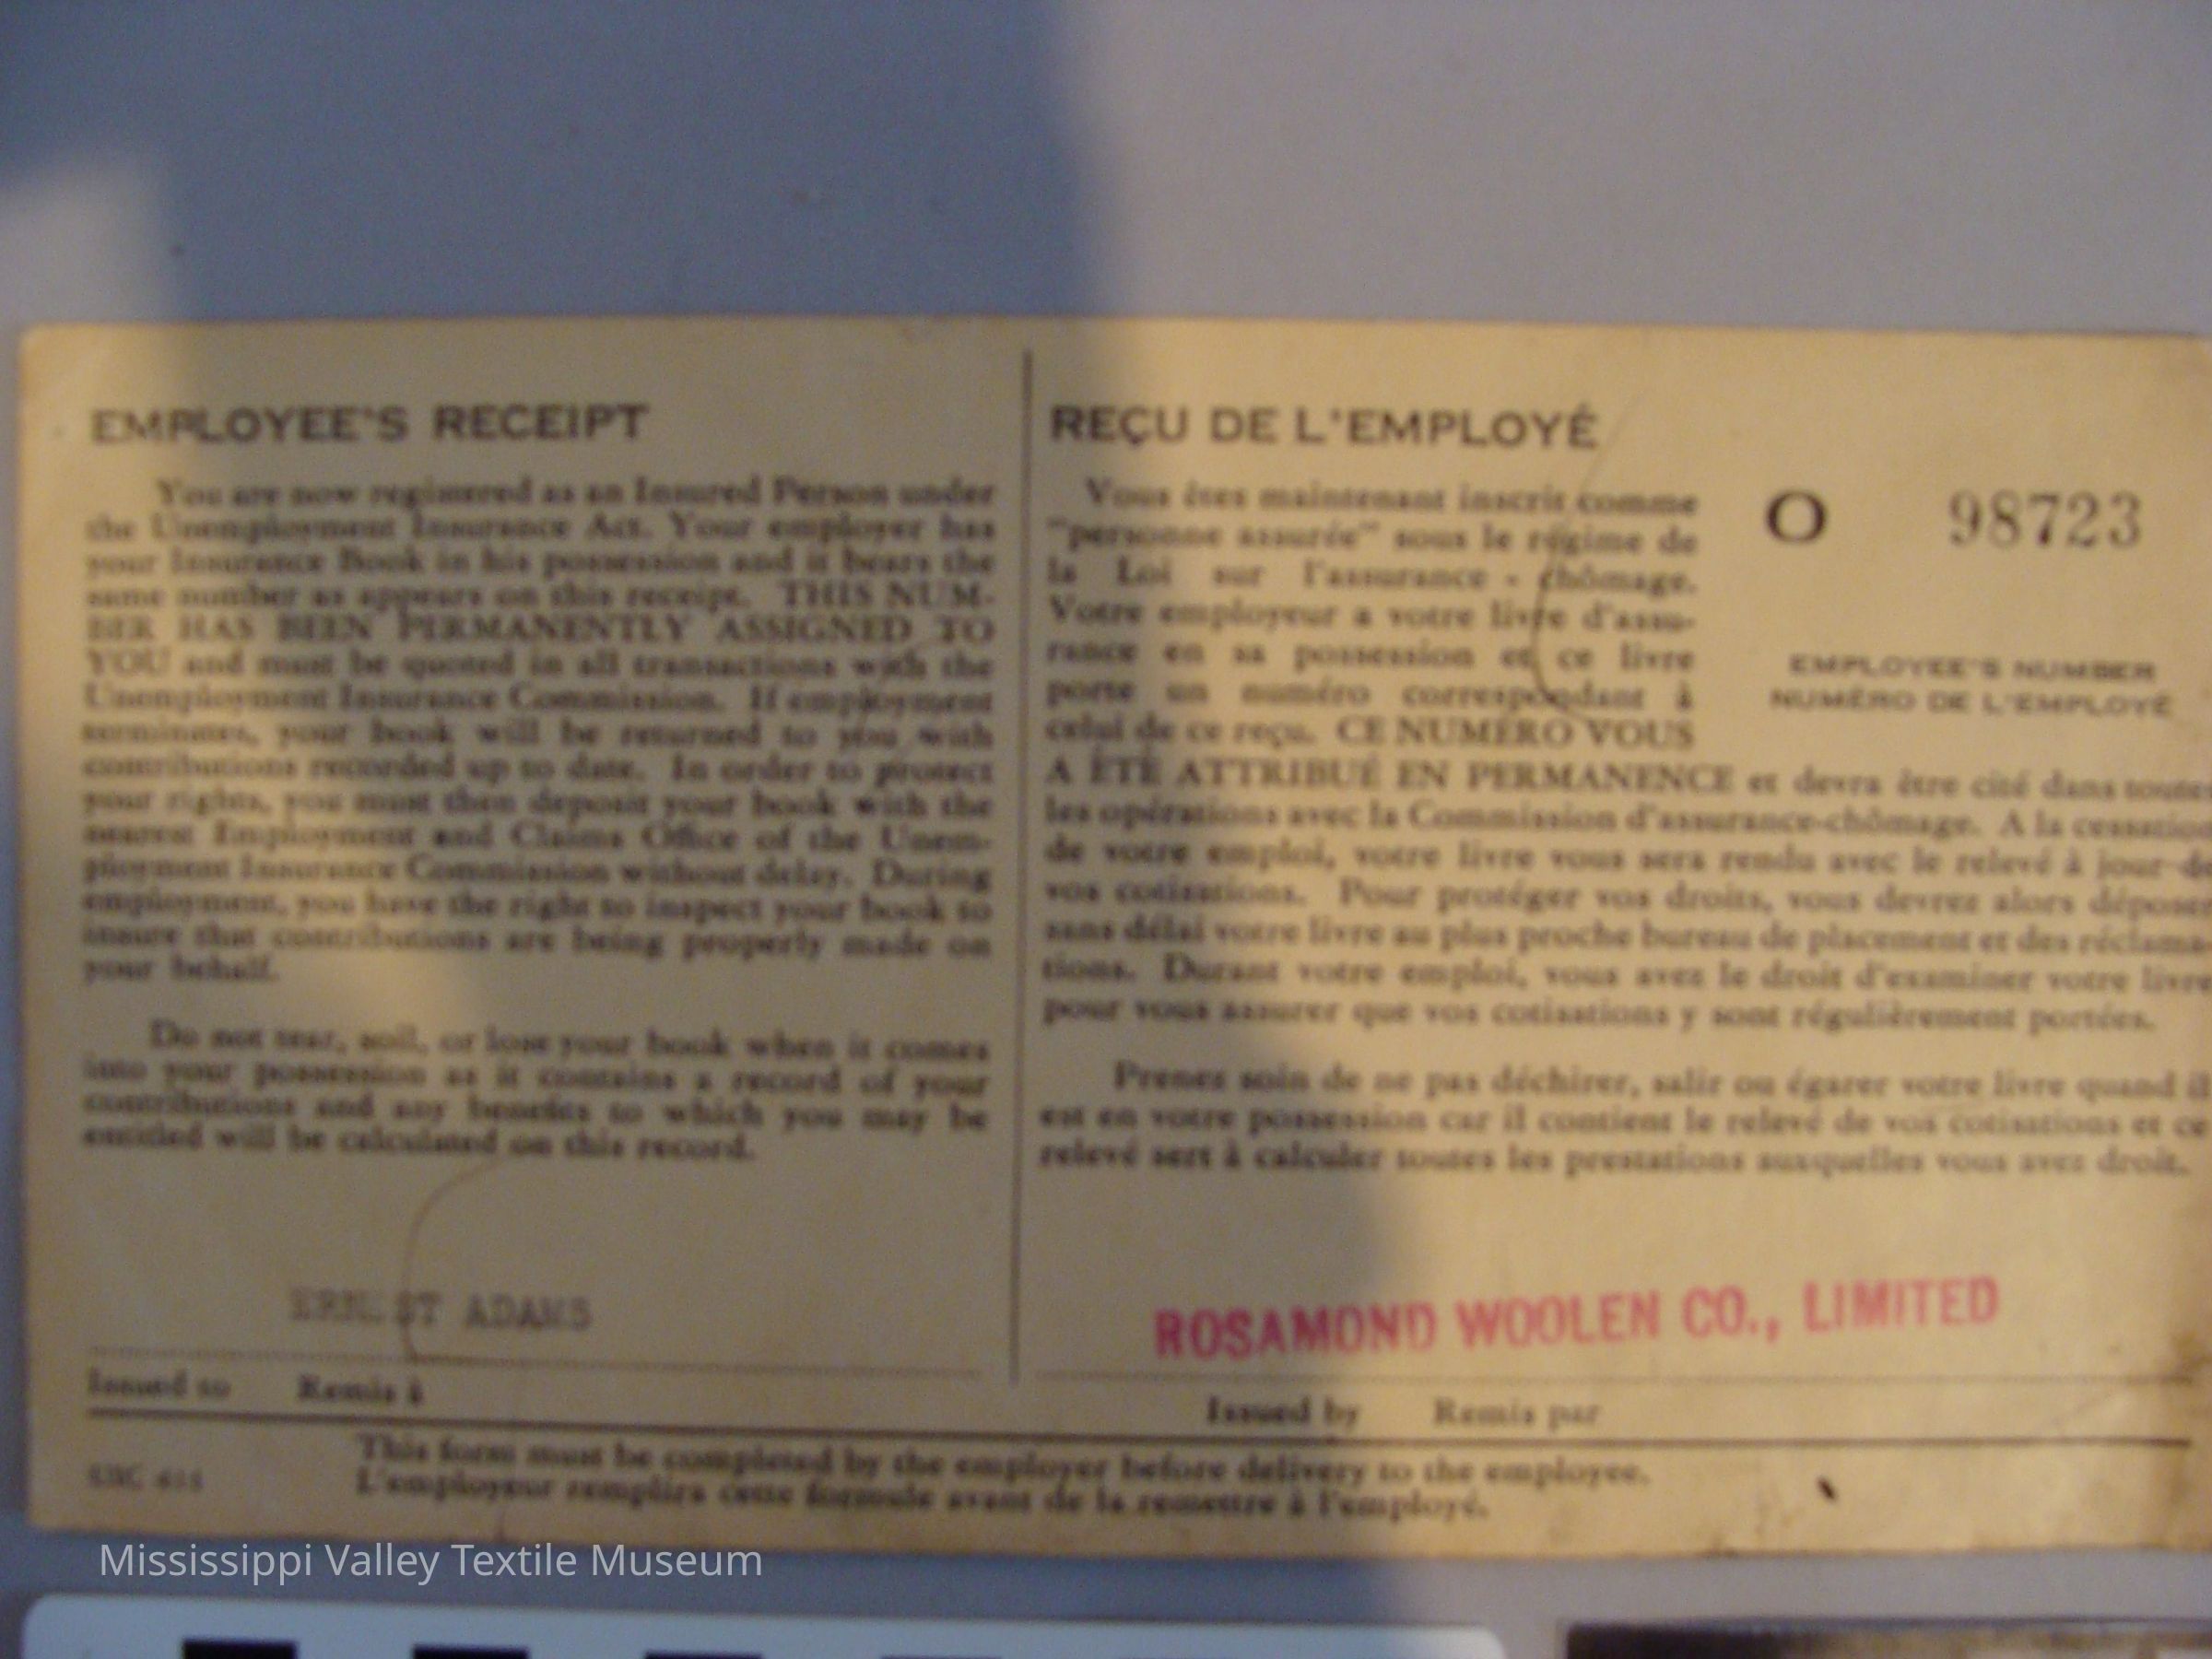 EMPLOYEE'S RECEIPT
You are now registered as an Insured Person under
the Unemployment Insurance Act. Your employer has
your Insurance Book in his possession and it bears the
same number as appears on this receipt. THIS NUM-
BER HAS BEEN PERMANENTLY ASSIGNED TO
YOU and must be quoted in all transactions with the
Unemployment Insurance Commission. If employment
terminates, your book will be returned to you with
contributions recorded up to date. In order to protect
your rights, you must then deposit your book with the
nearest Employment and Claims Office of the Unem-
ployment Insurance Commission without delay. During
employment, you have the right to inspect your book to
insure that contributions are being properly made on
your behalf.
Do not tear, soil, or lose your book when it comes
into your possession as it contains a record of your
contributions and any benefits to which you may be
entitled will be calculated on this record.
ERNEST ADAMS
Issued to Remis à
REÇU DE L'EMPLOYÉ
Vous êtes maintenant inscrit comme
"personne assurée" sous le régime de
la Loi sur l'assurance - chômage.
Votre employeur a votre livre d'assu-
rance en sa possession et ce livre
porte un numéro correspondant à
celui de ce reçu. CE NUMÉRO VOUS
A ÉTÉ ATTRIBUÉ EN PERMANENCE et devra être cité dans toutes
les opérations avec la Commission d'assurance-chômage. A la cessation
de votre emploi, votre livre vous sera rendu avec le relevé à jour de
vos cotisations. Pour protéger vos droits, vous devrez alors déposer
sans délai votre livre au plus proche bureau de placement et des réclama-
tions. Durant votre emploi, vous avez le droit d'examiner votre livre
pour vous assurer que vos cotisations y sont régulièrement portées.
Prenez soin de ne pas déchirer, salir ou égarer votre livre quand il
est en votre possession car il contient le relevé de vos cotisations et ce
relevé sert à calculer toutes les prestations auxquelles vous avez droit.
O 98723
EMPLOYEE'S NUMBER
NUMÉRO DE L'EMPLOYÉ
ROSAMOND WOOLEN CO., LIMITED
Issued by Remis par
This form must be completed by the employer before delivery to the employee.
L'employeur remplira cette formule avant de la remettre à l'employé.
Mississippi Valley Textile Museum